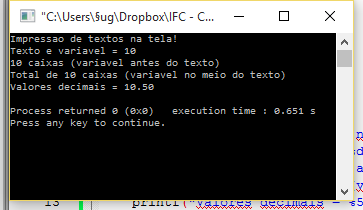 "C:\Users\§ug\Dropbox\IFC - C...
Impressao de textos na tela!
Texto e variavel = 10
10 caixas (variavel antes do texto)
Total de 10 caixas (variavel no meio do texto)
Valores decimais = 10.50
Process returned 0 (0x0) execution time : 0.651 s
Press any key to continue.
13 printf("Valores decimais = %5